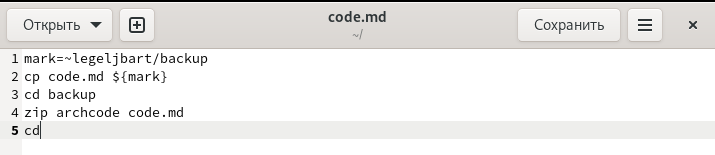 Открыть
code.md
~/
Сохранить
1 mark=~legeljbart/backup
2 cp code.md ${mark}
3 cd backup
4 zip archcode code.md
5 cd